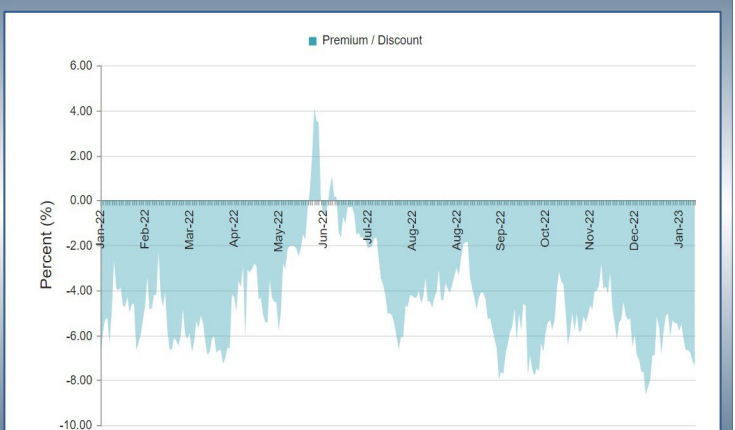 Premium / Discount
6.00
4.00
2.00
0.00
-2.00
-4.00
-6.00
-8.00
-10.00
Percent (%)
Jan-22
Feb-22
Mar-22
Apr-22
May-22
Jun-22
Jul-22
Aug-22
Aug-22
Sep-22
Oct-22
Nov-22
Dec-22
Jan-23